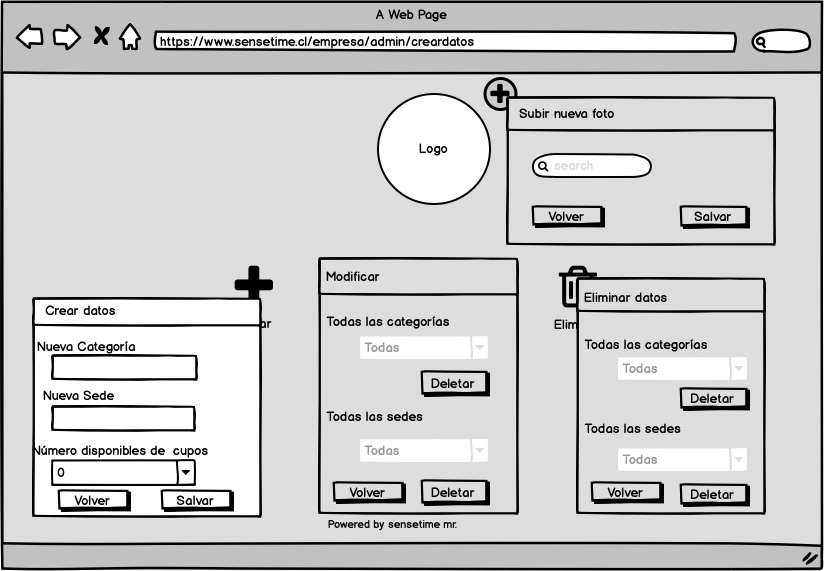 A Web Page
https://www.sensetime.cl/empresa/admin/creardatos
Logo
Subir nueva foto
search
Volver
Salvar
ar
Crear datos
Nueva Categoría
Nueva Sede
Número disponibles de cupos
0
Volver
Salvar
Modificar
Todas las categorías
Todas
Deletar
Todas las sedes
Todas
Volver
Deletar
Powered by sensetime mr.
Elim
Eliminar datos
Todas las categorías
Todas
Deletar
Todas las sedes
Todas
Volver
Deletar